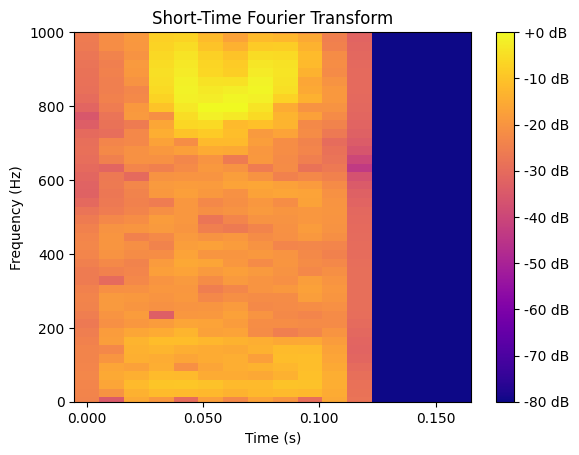 Short-Time Fourier Transform
Frequency (Hz)
1000
800
600
400
200
0
0.000
0.050
0.100
0.150
Time (s)
+0 dB
-10 dB
-20 dB
-30 dB
-40 dB
-50 dB
-60 dB
-70 dB
-80 dB